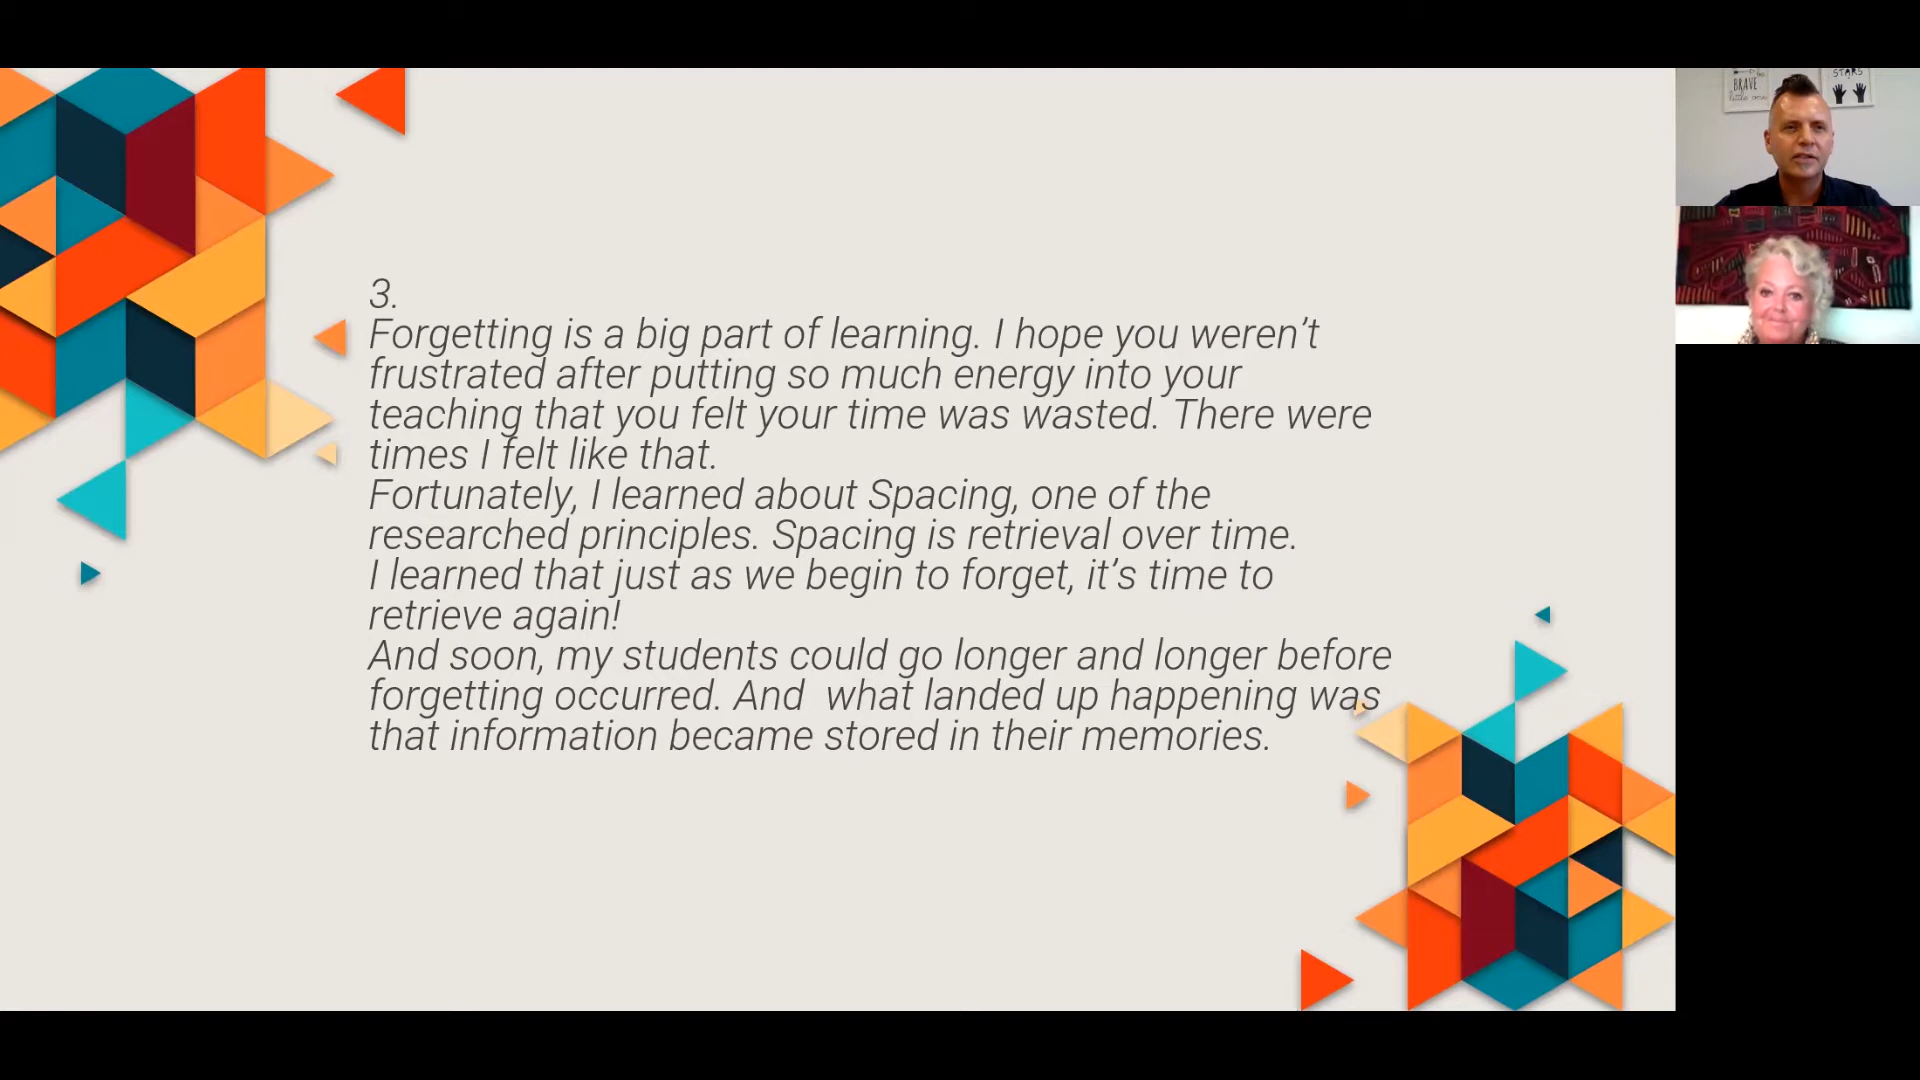 3.
Forgetting is a big part of learning. I hope you weren’t
frustrated after putting so much energy into your
teaching that you felt your time was wasted. There were
times I felt like that.
Fortunately, I learned about Spacing, one of the
researched principles. Spacing is retrieval over time.
I learned that just as we begin to forget, it’s time to
retrieve again!
And soon, my students could go longer and longer before
forgetting occurred. And  what landed up happening was
that information became stored in their memories.
BRAVE
little one
STARS